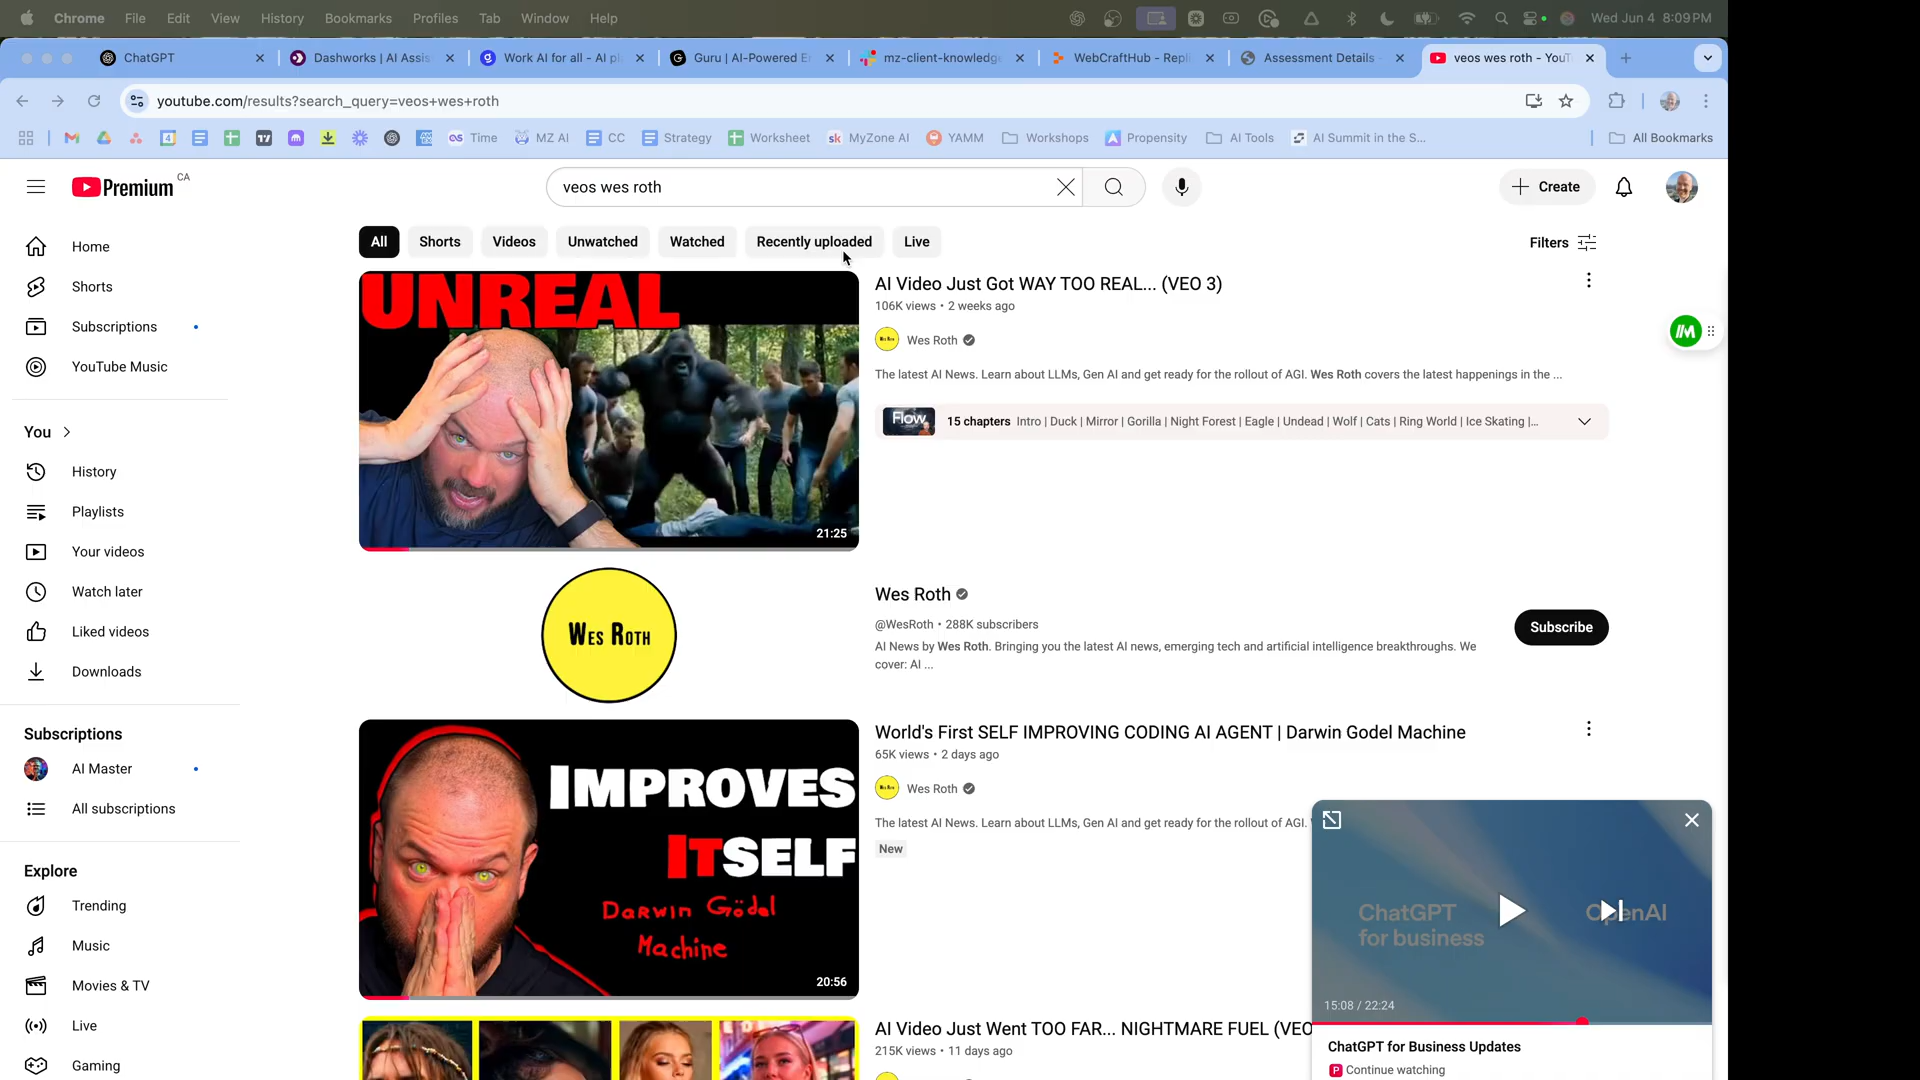 Chrome File Edit View History Bookmarks Profiles Tab Window Help
Wed Jun 4 8:09 PM
ChatGPT
Dashworks | AI Assis
Work AI for all - AI pl
Guru | AI-Powered E
mz-client-knowledge
WebCraftHub - Repl
Assessment Details -
veos wes roth - YouT
youtube.com/results?search_query=veos+wes+roth
Time
MZ AI
CC
Strategy
Worksheet
MyZone AI
YAMM
Workshops
Propensity
AI Tools
AI Summit in the S...
All Bookmarks
Premium CA
veos wes roth
Create
Home
Shorts
Subscriptions
YouTube Music
You
History
Playlists
Your videos
Watch later
Liked videos
Downloads
Subscriptions
AI Master
All subscriptions
Explore
Trending
Music
Movies & TV
Live
Gaming
All Shorts Videos Unwatched Watched Recently uploaded Live
Filters
UNREAL
21:25
AI Video Just Got WAY TOO REAL... (VEO 3)
106K views • 2 weeks ago
Wes Roth
The latest AI News. Learn about LLMs, Gen AI and get ready for the rollout of AGI. Wes Roth covers the latest happenings in the ...
Flow
15 chapters Intro | Duck | Mirror | Gorilla | Night Forest | Eagle | Undead | Wolf | Cats | Ring World | Ice Skating |...
WES ROTH
Wes Roth
@WesRoth • 288K subscribers
AI News by Wes Roth. Bringing you the latest AI news, emerging tech and artificial intelligence breakthroughs. We
cover: AI ...
Subscribe
IMPROVES
ITSELF
DARWIN GÖDEL
MACHINE
20:56
World's First SELF IMPROVING CODING AI AGENT | Darwin Godel Machine
65K views • 2 days ago
Wes Roth
The latest AI News. Learn about LLMs, Gen AI and get ready for the rollout of AGI.
New
AI Video Just Went TOO FAR... NIGHTMARE FUEL (VEO
215K views • 11 days ago
ChatGPT
for business
OpenAI
15:08 / 22:24
ChatGPT for Business Updates
Continue watching